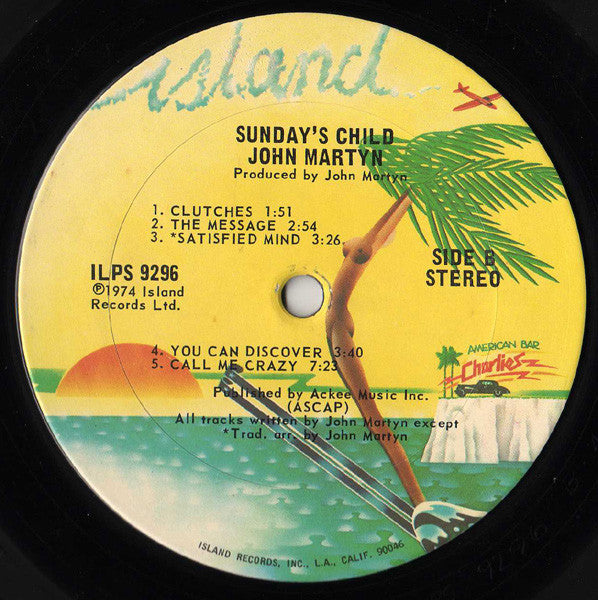 island
SUNDAY'S CHILD
JOHN MARTYN
Produced by John Martyn
1. CLUTCHES 1:51
2. THE MESSAGE 2:54
3. *SATISFIED MIND 3:26
ILPS 9296
℗1974 Island
Records Ltd.
SIDE B
STEREO
4. YOU CAN DISCOVER 3:40
5. CALL ME CRAZY 7:23
AMERICAN BAR
Charlies
Published by Ackee Music Inc.
(ASCAP)
All tracks written by John Martyn except
*Trad. arr. by John Martyn
ISLAND RECORDS, INC., L.A., CALIF. 90046